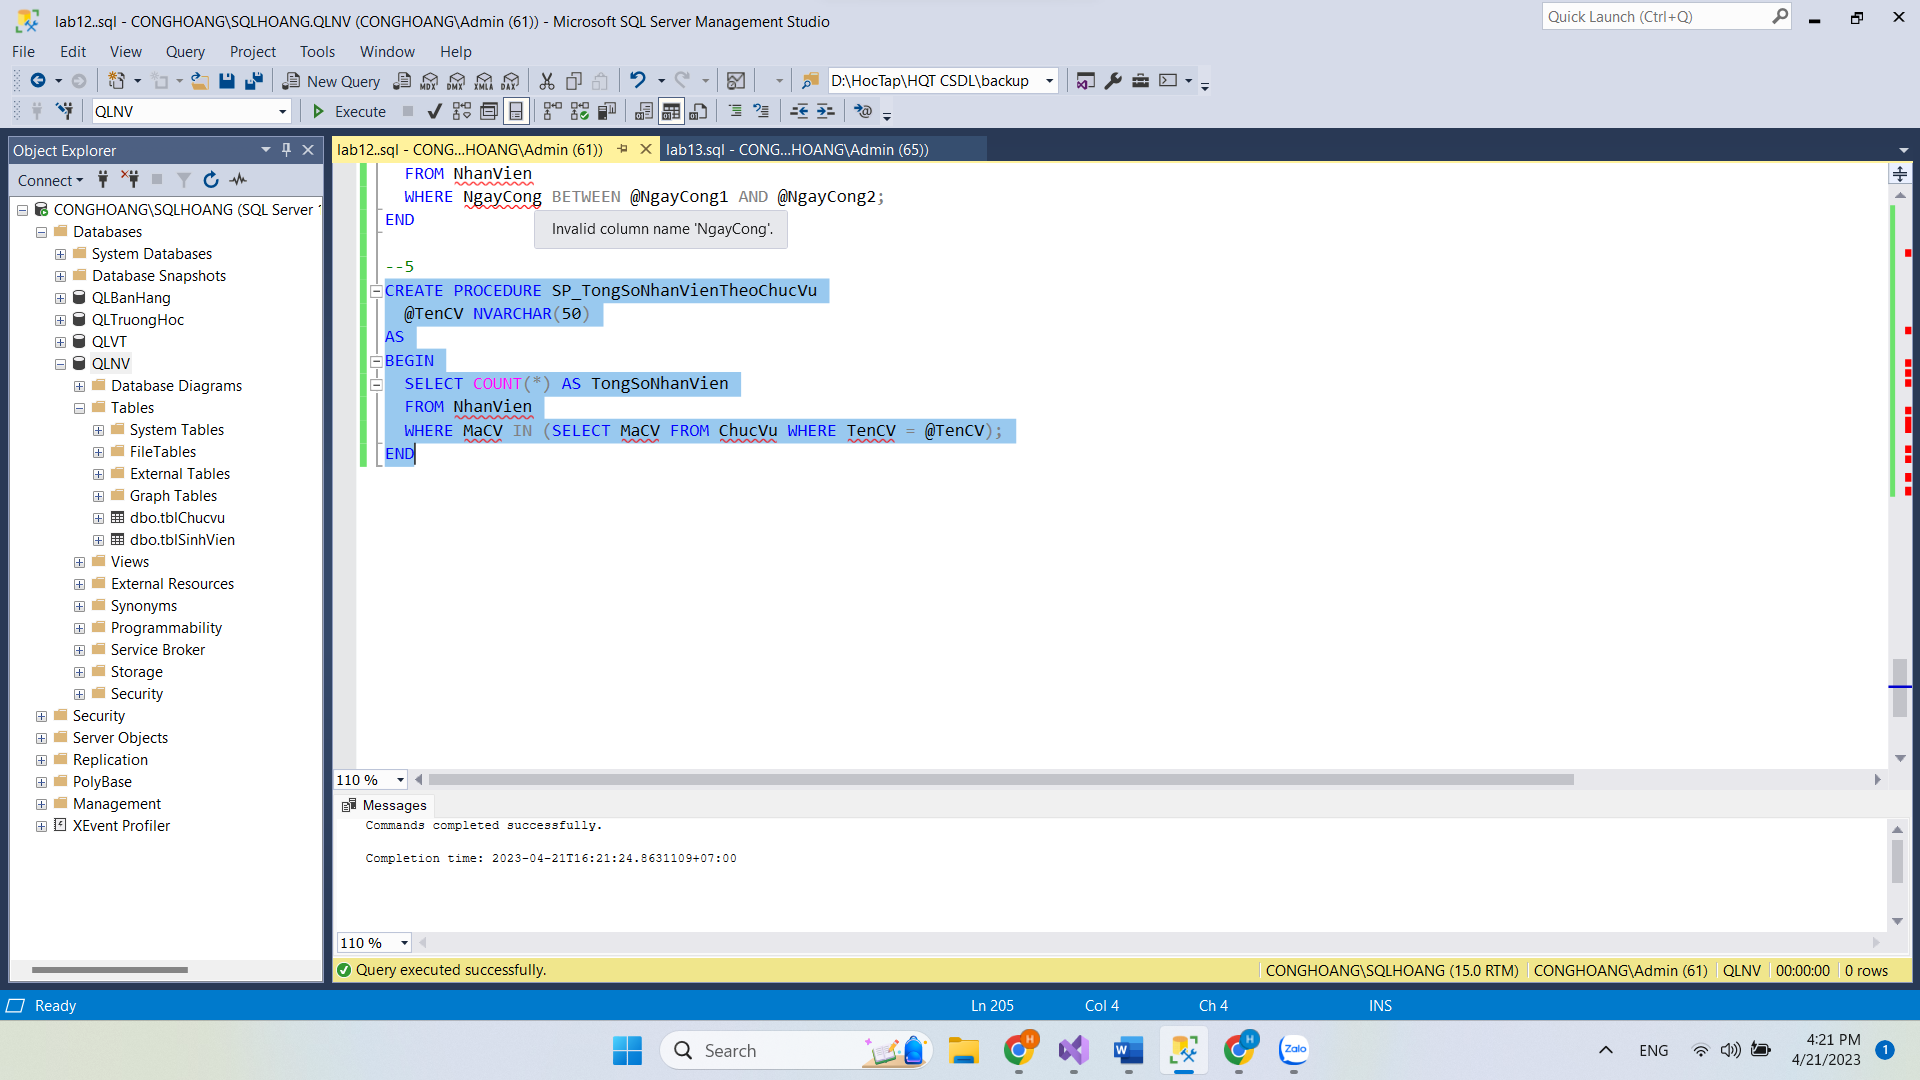 lab12..sql - CONGHOANG\SQLHOANG.QLNV (CONGHOANG\Admin (61)) - Microsoft SQL Server Management Studio
Quick Launch (Ctrl+Q)
File Edit View Query Project Tools Window Help
New Query MDX DMX XMLA DAX D:\HocTap\HQT CSDL\backup
QLNV Execute
Object Explorer
Connect
CONGHOANG\SQLHOANG (SQL Server 1
Databases
System Databases
Database Snapshots
QLBanHang
QLTruongHoc
QLVT
QLNV
Database Diagrams
Tables
System Tables
FileTables
External Tables
Graph Tables
dbo.tblChucvu
dbo.tblSinhVien
Views
External Resources
Synonyms
Programmability
Service Broker
Storage
Security
Security
Server Objects
Replication
PolyBase
Management
XEvent Profiler
lab12..sql - CONG...HOANG\Admin (61)) lab13.sql - CONG...HOANG\Admin (65))
FROM NhanVien
WHERE NgayCong BETWEEN @NgayCong1 AND @NgayCong2;
END
Invalid column name 'NgayCong'.
--5
CREATE PROCEDURE SP_TongSoNhanVienTheoChucVu
@TenCV NVARCHAR(50)
AS
BEGIN
SELECT COUNT(*) AS TongSoNhanVien
FROM NhanVien
WHERE MaCV IN (SELECT MaCV FROM ChucVu WHERE TenCV = @TenCV);
END
110 %
Messages
Commands completed successfully.
Completion time: 2023-04-21T16:21:24.8631109+07:00
110 %
Query executed successfully. CONGHOANG\SQLHOANG (15.0 RTM) CONGHOANG\Admin (61) QLNV 00:00:00 0 rows
Ready Ln 205 Col 4 Ch 4 INS
Search
H
H
Zalo
ENG
4:21 PM
4/21/2023
1